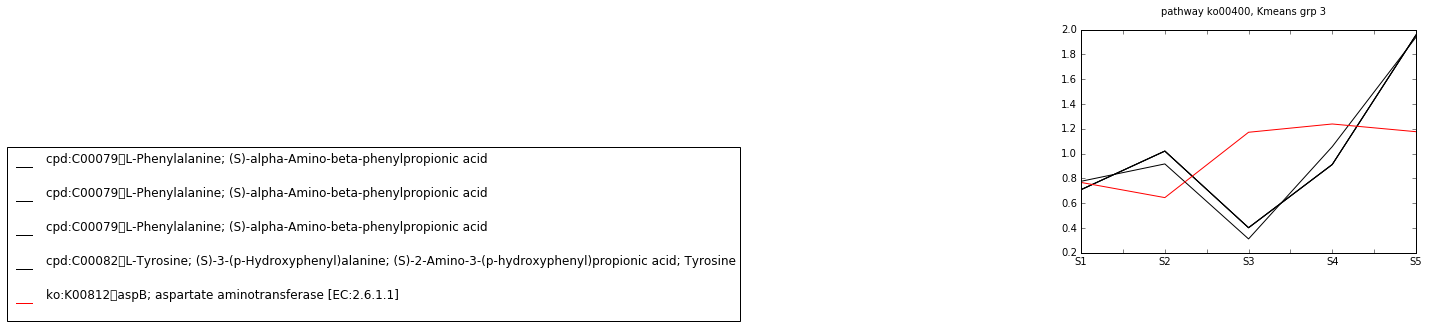 pathway ko00400, Kmeans grp 3
2.0
1.8
1.6
1.4
1.2
1.0
0.8
0.6
0.4
0.2
S1 S2 S3 S4 S5
cpd:C00079▯L-Phenylalanine; (S)-alpha-Amino-beta-phenylpropionic acid
cpd:C00079▯L-Phenylalanine; (S)-alpha-Amino-beta-phenylpropionic acid
cpd:C00079▯L-Phenylalanine; (S)-alpha-Amino-beta-phenylpropionic acid
cpd:C00082▯L-Tyrosine; (S)-3-(p-Hydroxyphenyl)alanine; (S)-2-Amino-3-(p-hydroxyphenyl)propionic acid; Tyrosine
ko:K00812▯aspB; aspartate aminotransferase [EC:2.6.1.1]